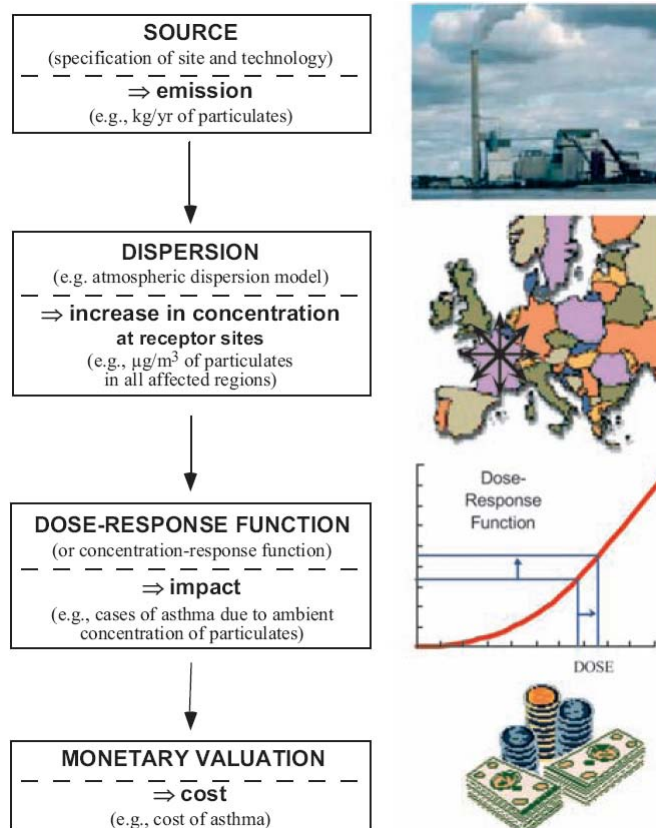 SOURCE
(specification of site and technology)
⇒ emission
(e.g., kg/yr of particulates)
DISPERSION
(e.g. atmospheric dispersion model)
⇒ increase in concentration
at receptor sites
(e.g., µg/m³ of particulates
in all affected regions)
DOSE-RESPONSE FUNCTION
(or concentration-response function)
⇒ impact
(e.g., cases of asthma due to ambient
concentration of particulates)
MONETARY VALUATION
⇒ cost
(e.g., cost of asthma)
Dose-
Response
Function
DOSE